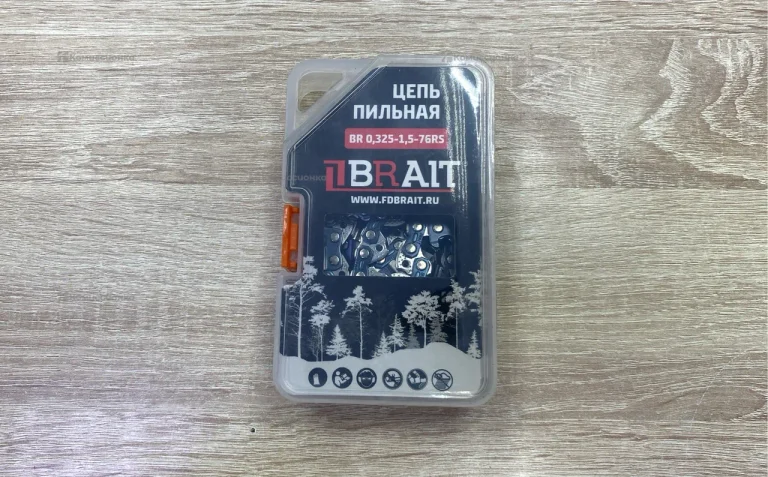 ЦЕПЬ
ПИЛЬНАЯ
BR 0,325-1,5-76RS
BRAIT
WWW.FDBRAIT.RU